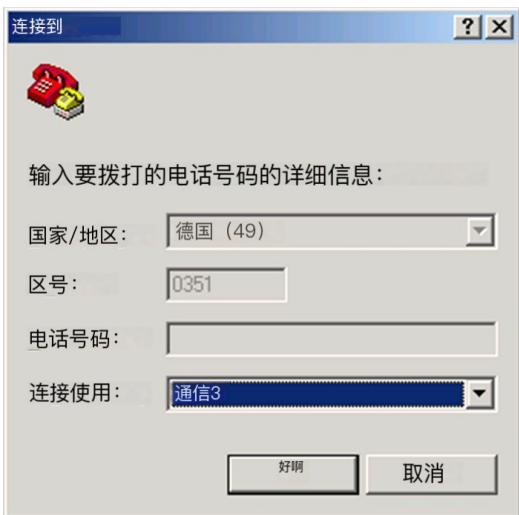 连接到
输入要拨打的电话号码的详细信息：
国家/地区： 德国（49）
区号： 0351
电话号码：
连接使用： 通信3
好啊 取消